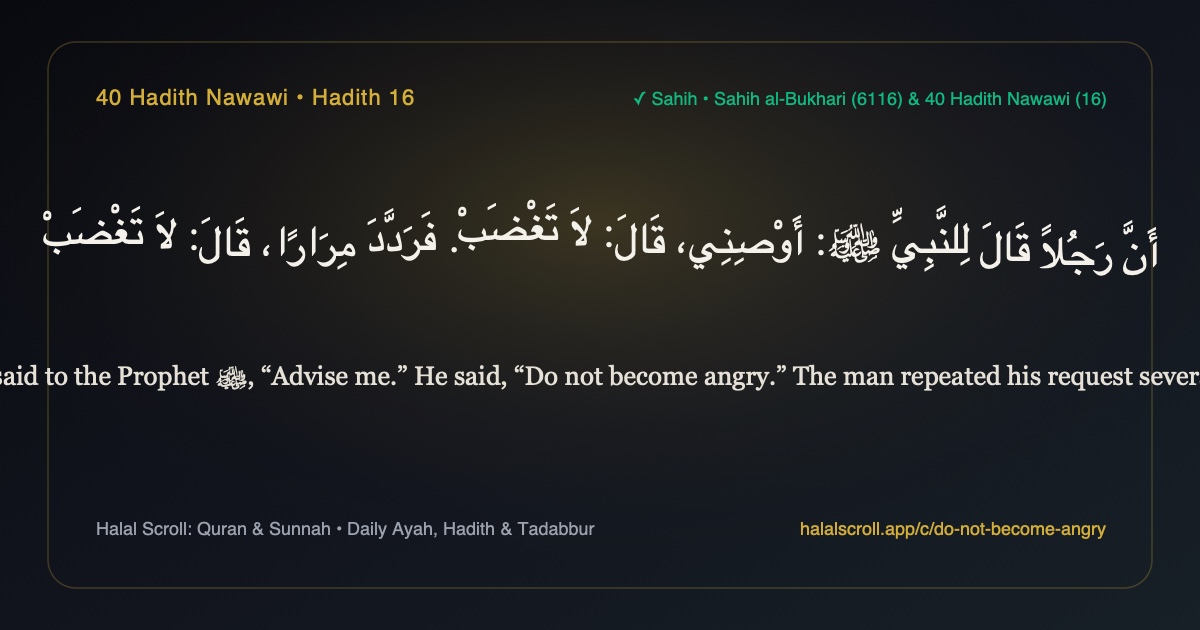 40 Hadith Nawawi • Hadith 16
✓ Sahih • Sahih al-Bukhari (6116) & 40 Hadith Nawawi (16)
أَنَّ رَجُلاً قَالَ لِلنَّبِيِّ ﷺ: أَوْصِنِي، قَالَ: لاَ تَغْضَبْ. فَرَدَّدَ مِرَارًا، قَالَ: لاَ تَغْضَبْ
said to the Prophet ﷺ, “Advise me.” He said, “Do not become angry.” The man repeated his request sever
Halal Scroll: Quran & Sunnah • Daily Ayah, Hadith & Tadabbur
halalscroll.app/c/do-not-become-angry